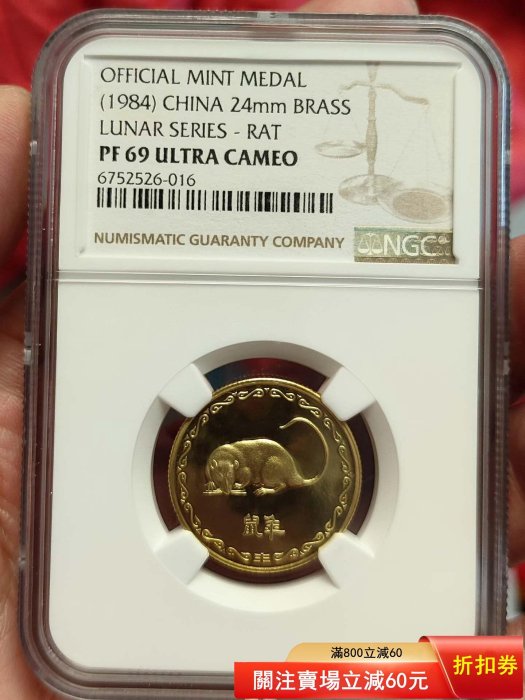 OFFICIAL MINT MEDAL
(1984) CHINA 24mm BRASS
LUNAR SERIES - RAT
PF 69 ULTRA CAMEO
6752526-016
NUMISMATIC GUARANTY COMPANY
NGC
鼠年
滿800立減60
關注賣場立減60元
折扣券